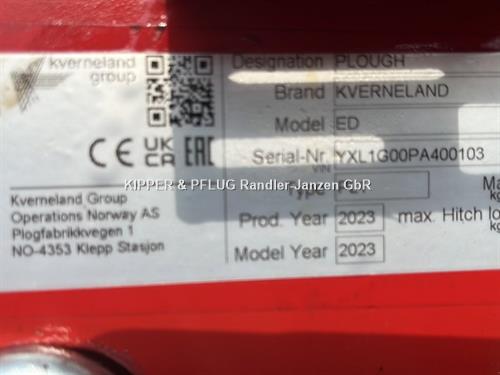 kverneland
group
Designation PLOUGH
Brand KVERNELAND
Model ED
CE UK CA EAC
Serial-Nr. YXL1G00PA400103
VIN
KIPPER & PFLUG Randler-Janzen GbR
Type
Kverneland Group
Operations Norway AS
Plogfabrikkvegen 1
NO-4353 Klepp Stasjon
Prod. Year 2023 max. Hitch
Model Year 2023